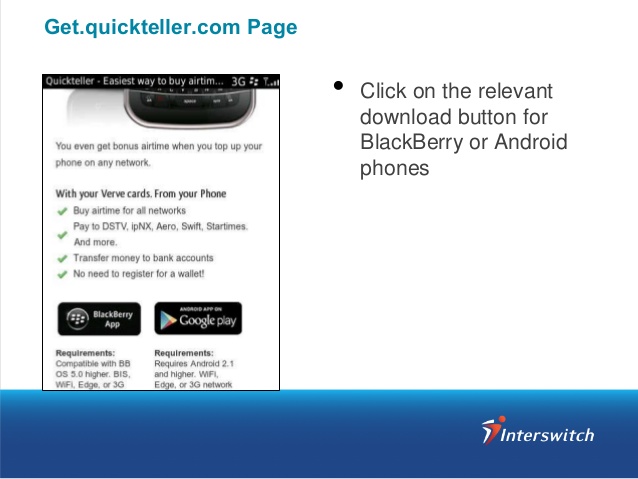 Get.quickteller.com Page
Quickteller - Easiest way to buy airtim... 3G
You even get bonus airtime when you top up your
phone on any network.
With your Verve cards. From your Phone
Buy airtime for all networks
Pay to DSTV, ipNX, Aero, Swift, Startimes.
And more.
Transfer money to bank accounts
No need to register for a wallet!
BlackBerry
App
ANDROID APP ON
Google play
Requirements:
Compatible with BB
OS 5.0 higher. BIS,
WiFi, Edge, or 3G
Requirements:
Requires Android 2.1
and higher. WiFi,
Edge, or 3G network
• Click on the relevant
download button for
BlackBerry or Android
phones
Interswitch